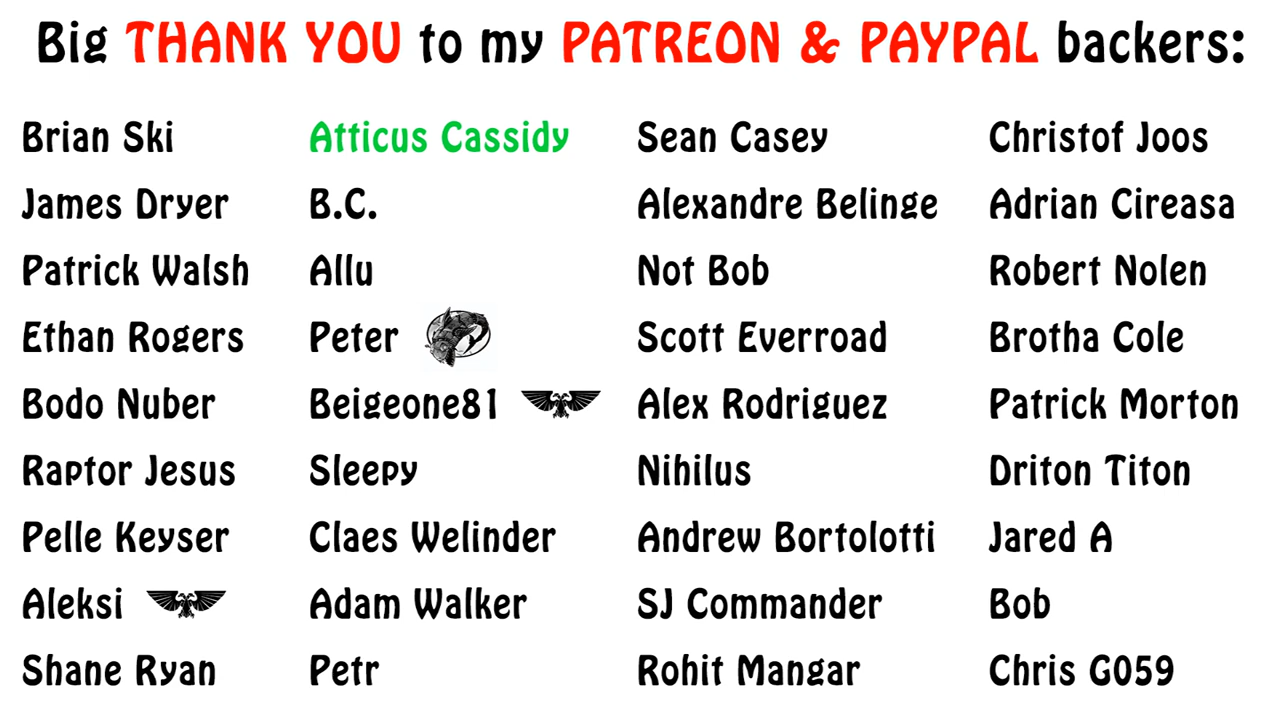 Big THANK YOU to my PATREON & PAYPAL backers:
Brian Ski Atticus Cassidy Sean Casey Christof Joos
James Dryer B.C. Alexandre Belinge Adrian Cireasa
Patrick Walsh Allu Not Bob Robert Nolen
Ethan Rogers Peter Scott Everroad Brotha Cole
Bodo Nuber Beigeone81 Alex Rodriguez Patrick Morton
Raptor Jesus Sleepy Nihilus Driton Titon
Pelle Keyser Claes Welinder Andrew Bortolotti Jared A
Aleksi Adam Walker SJ Commander Bob
Shane Ryan Petr Rohit Mangar Chris G059